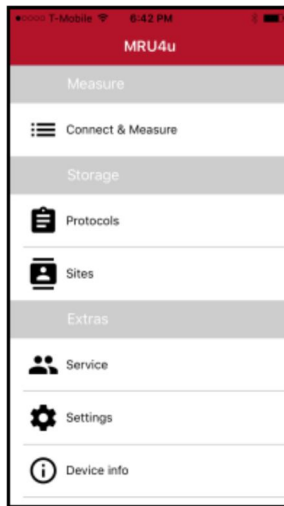 T-Mobile 6:42 PM
MRU4u
Measure
Connect & Measure
Storage
Protocols
Sites
Extras
Service
Settings
Device info